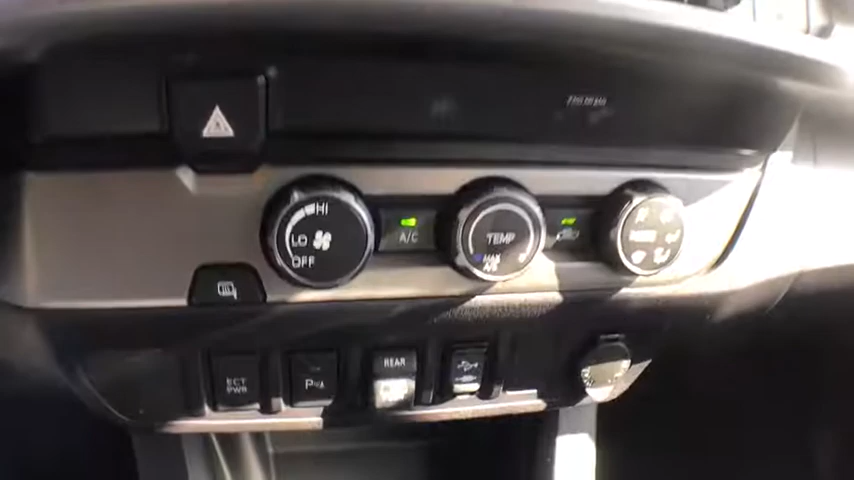 HI
LO
OFF
A/C
TEMP
MAX
A/C
ECT
PWR
P
REAR